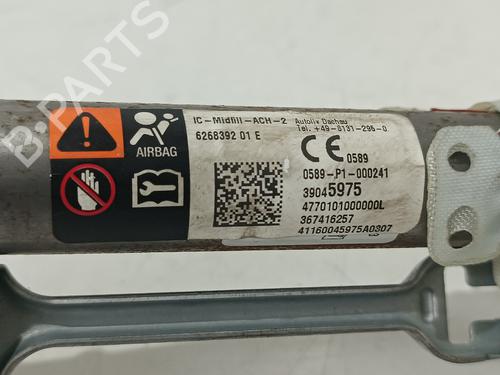 B-PARTS
AIRBAG
IC-Midfill-ACH-2
6268392 01 E
Autoliv Dachau
Tel. +49-8131-295-0
CE 0589
0589-P1-000241
39045975
4770101000000L
367416257
41160045975A0307